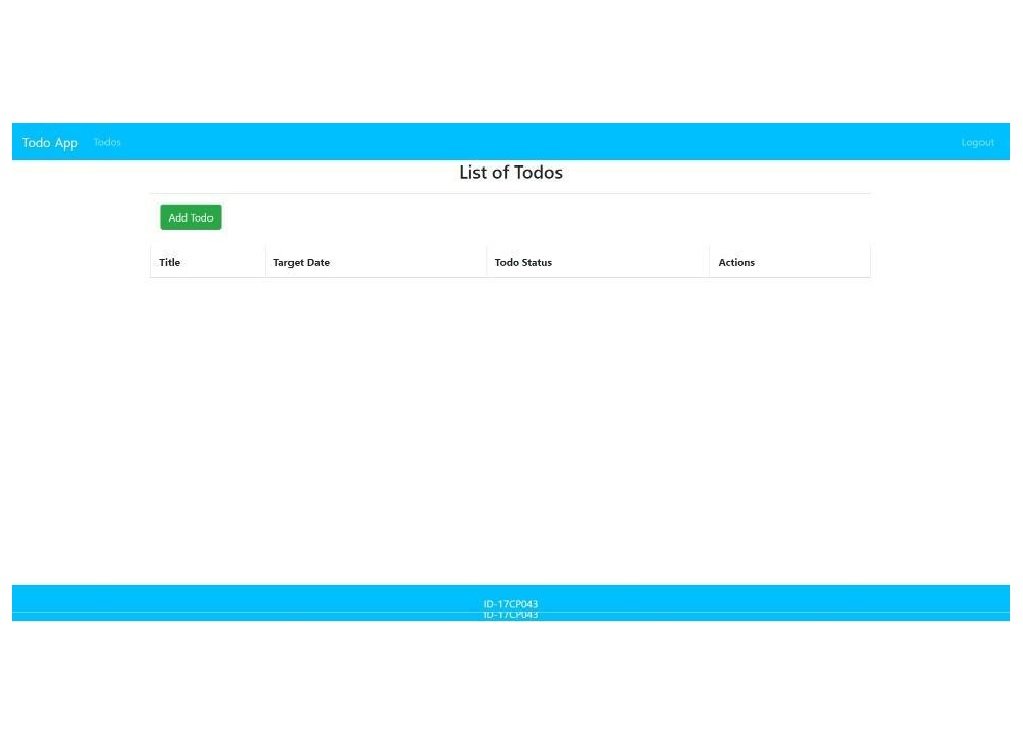 Todo App Todos Logout
List of Todos
Add Todo
Title Target Date Todo Status Actions
ID-17CP043
ID-17CP043